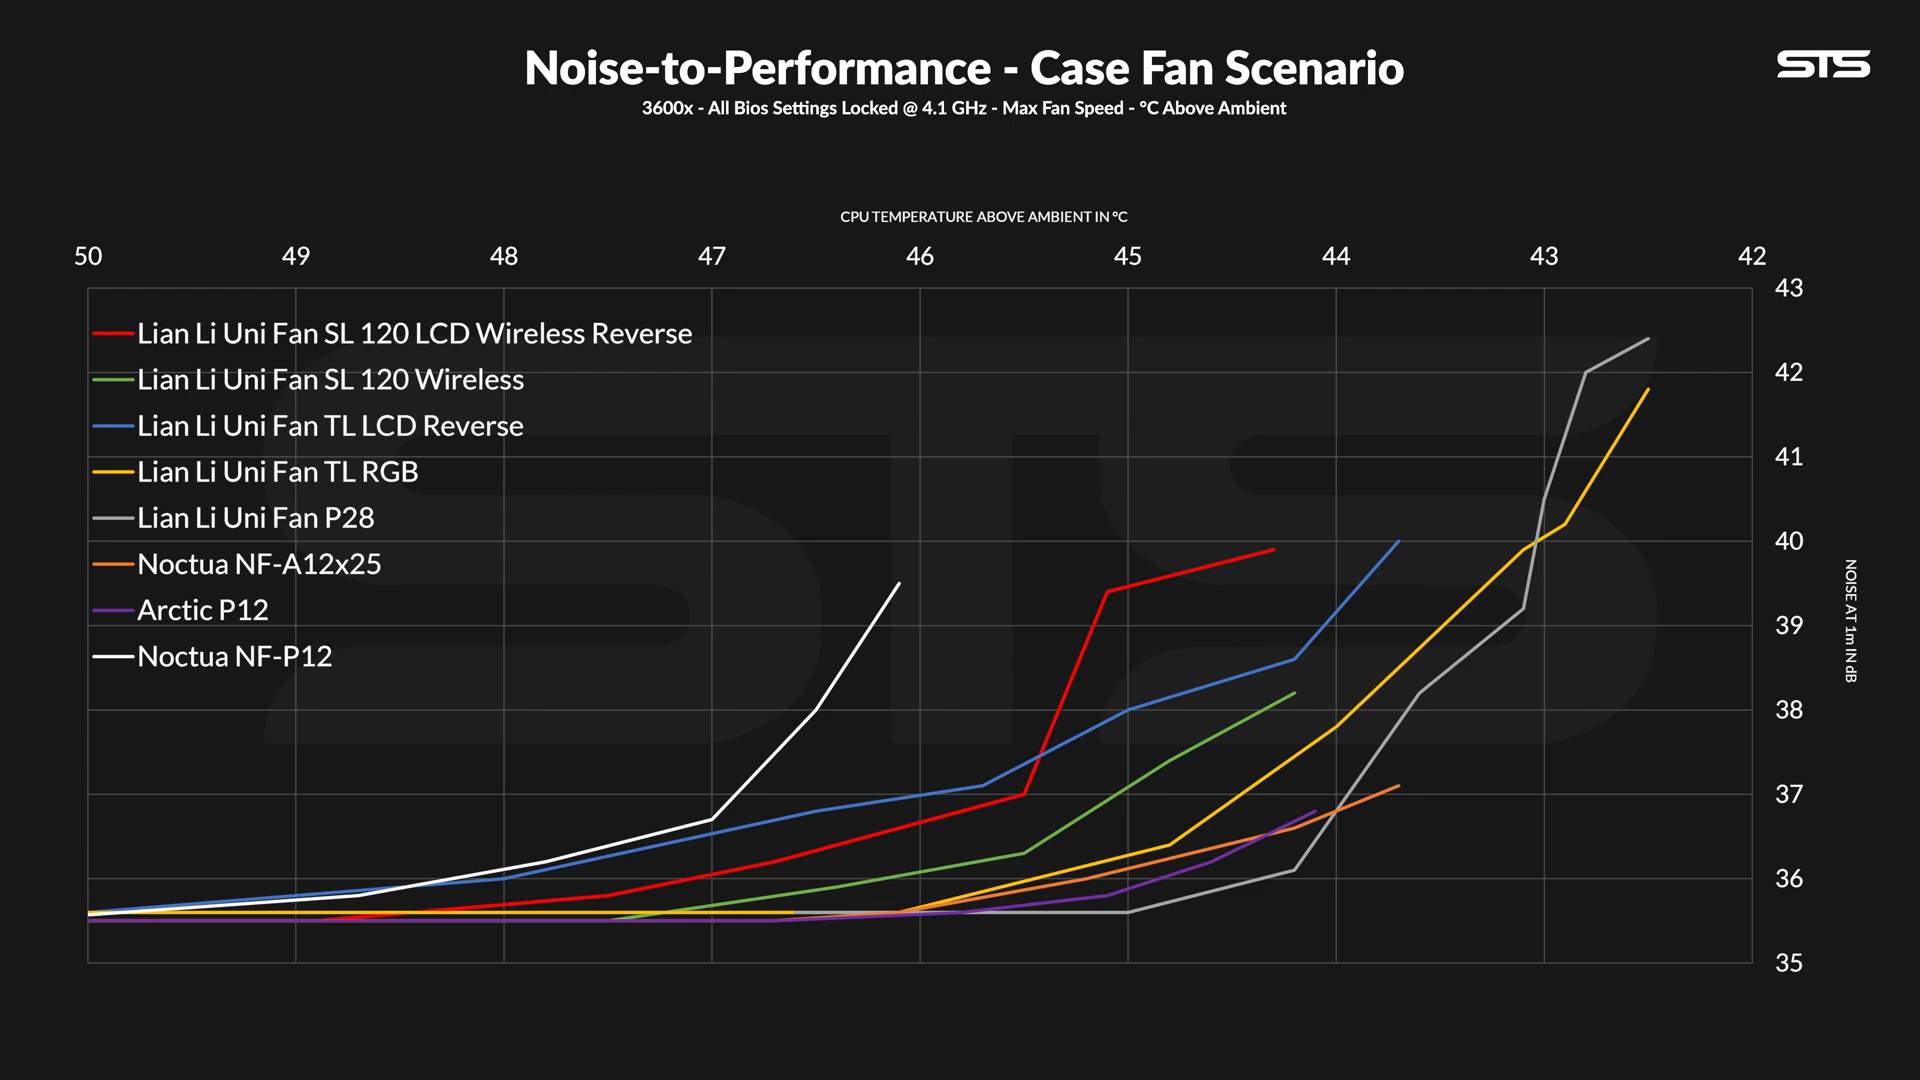 Noise-to-Performance - Case Fan Scenario
STS
3600x - All Bios Settings Locked @ 4.1 GHz - Max Fan Speed - °C Above Ambient
CPU TEMPERATURE ABOVE AMBIENT IN °C
50 49 48 47 46 45 44 43 42
43
Lian Li Uni Fan SL 120 LCD Wireless Reverse
42
Lian Li Uni Fan SL 120 Wireless
Lian Li Uni Fan TL LCD Reverse
41
Lian Li Uni Fan TL RGB
Lian Li Uni Fan P28
40
Noctua NF-A12x25
Arctic P12
39
Noctua NF-P12
NOISE AT 1m IN dB
38
37
36
35
STS